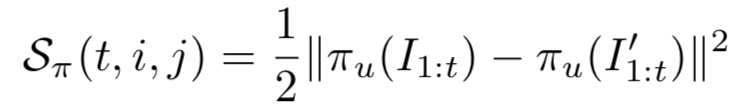 $\mathcal{S}_{\pi}(t, i, j) = \frac{1}{2} \| \pi_u(I_{1:t}) - \pi_u(I'_{1:t}) \|^2$